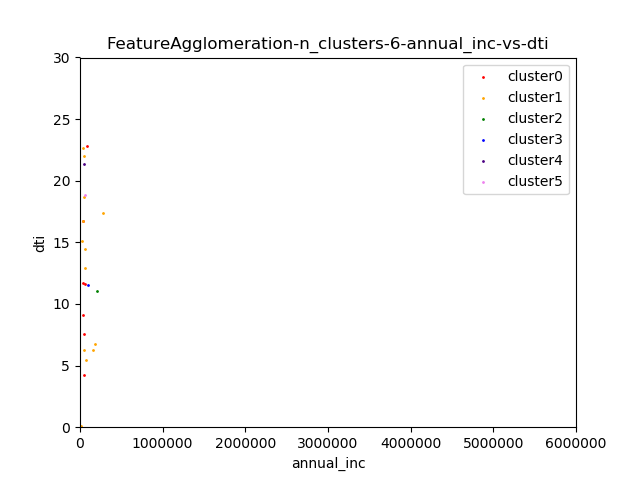 FeatureAgglomeration-n_clusters-6-annual_inc-vs-dti
cluster0
cluster1
cluster2
cluster3
cluster4
cluster5
30
25
20
15
10
5
0
dti
0 1000000 2000000 3000000 4000000 5000000 6000000
annual_inc